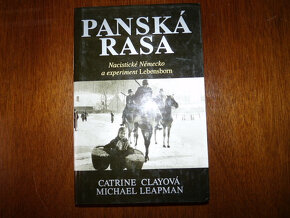 PANSKÁ
RASA
Nacistické Německo
a experiment Lebensborn
CATRINE CLAYOVÁ
MICHAEL LEAPMAN